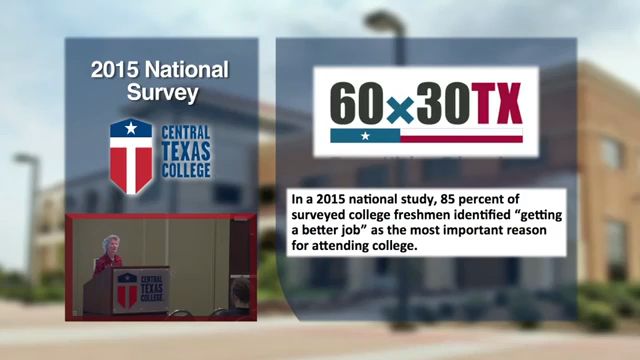 2015 National
Survey
CENTRAL
TEXAS
COLLEGE
60x30TX
In a 2015 national study, 85 percent of
surveyed college freshmen identified “getting
a better job” as the most important reason
for attending college.
CENTRAL
TEXAS
COLLEGE